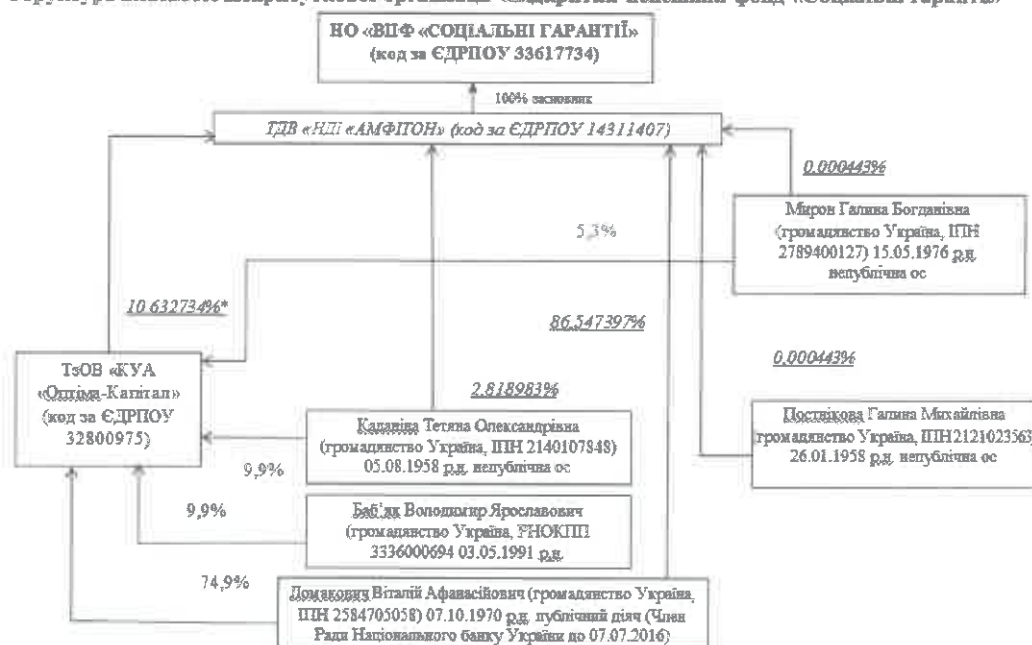 НО «ВПФ «СОЦІАЛЬНІ ГАРАНТІЇ»
(код за ЄДРПОУ 33617734)
100% засновник
ТДВ «НДІ «АМФІТОН» (код за ЄДРПОУ 14311407)
0,000443%
Мирон Галина Богданівна
(громадянство Україна, ІПН
2789400127) 15.05.1976 р.н.
непублічна ос
5,3%
10.632734%*
86,547397%
ТзОВ «КУА
«Оптіма-Капітал»
(код за ЄДРПОУ
32800975)
0,000443%
2,818983%
Каданіна Тетяна Олександрівна
(громадянство Україна, ІПН 2140107848)
05.08.1958 р.н. непублічна ос
Постнікова Галина Михайлівна
(громадянство Україна, ІПН2121023563
26.01.1958 р.н. непублічна ос
9,9%
9,9%
Баб'як Володимир Ярославович
(громадянство Україна, РНОКПП
3336000694 03.05.1991 р.н.
74,9%
Ломакович Віталій Афанасійович (громадянство Україна,
ІПН 2584705058) 07.10.1970 р.н. публічний діяч (Член
Ради Національного банку України до 07.07.2016)